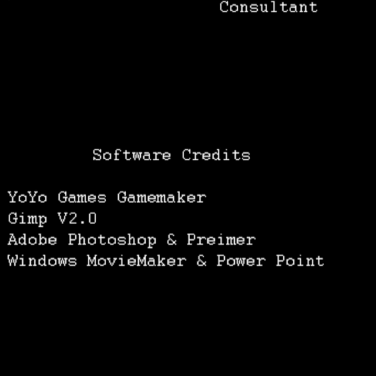 Consultant
Software Credits
YoYo Games Gamemaker
Gimp V2.0
Adobe Photoshop & Preimer
Windows MovieMaker & Power Point